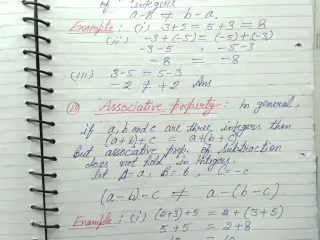 of integers
a-b ≠ b-a.
Example: (i) 3+5 = 5+3 = 8
(ii) -3+(-5) = (-5)+(-3)
-3-5 , -5-3
-8 = -8
(iii) 3-5 = 5-3
-2 ≠ +2 Ans
(iii) Associative property: In general,
if a, b and c are three integers then
(a+b)+c = a+(b+c)
But associative prop. of subtraction
does not hold in integers.
let A=a, B=b, C=-c
(a-b)-c ≠ a-(b-c)
Example: (i) (2+3)+5 = 2+(3+5)
5+5 = 2+8
10 = 10